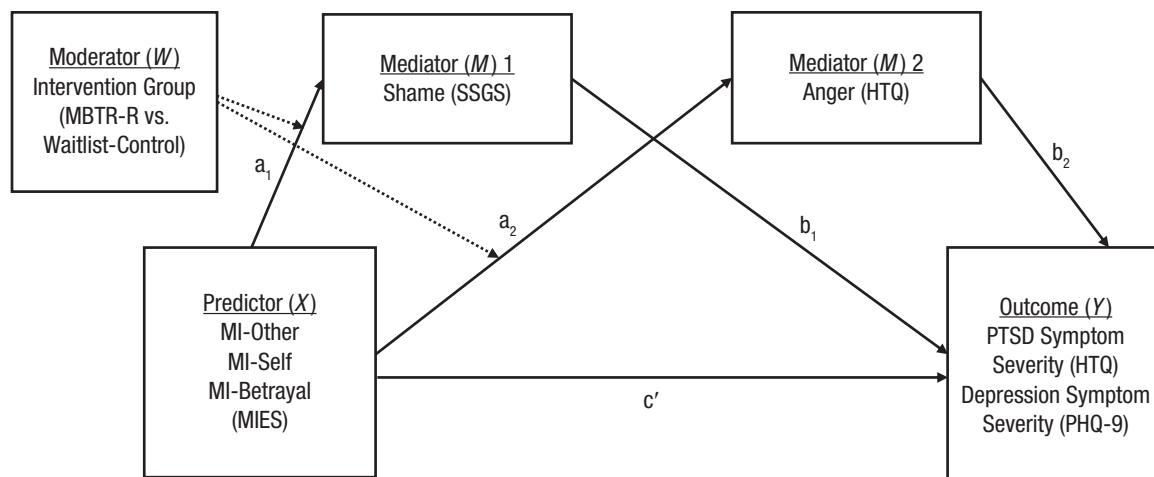 Moderator (W)
Intervention Group
(MBTR-R vs.
Waitlist-Control)
Mediator (M) 1
Shame (SSGS)
Mediator (M) 2
Anger (HTQ)
a1
a2
b1
b2
Predictor (X)
MI-Other
MI-Self
MI-Betrayal
(MIES)
c′
Outcome (Y)
PTSD Symptom
Severity (HTQ)
Depression Symptom
Severity (PHQ-9)